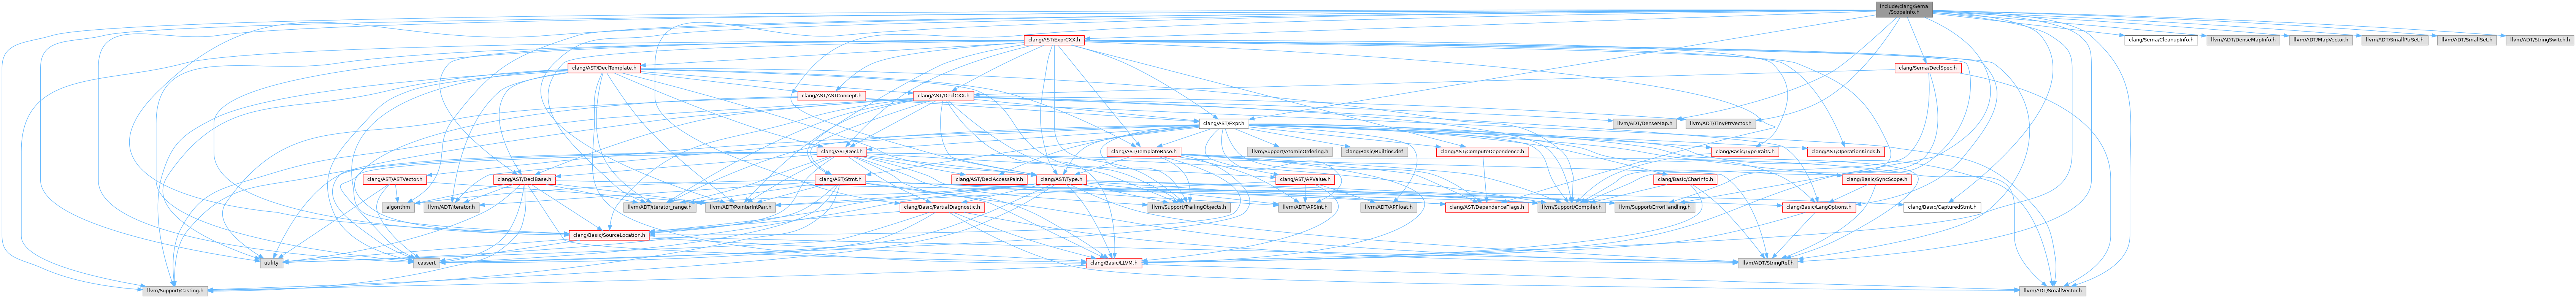 include/clang/Sema
/ScopeInfo.h
clang/AST/ExprCXX.h
clang/Sema/CleanupInfo.h
llvm/ADT/DenseMapInfo.h
llvm/ADT/MapVector.h
llvm/ADT/SmallPtrSet.h
llvm/ADT/SmallSet.h
llvm/ADT/StringSwitch.h
clang/AST/DeclTemplate.h
clang/Sema/DeclSpec.h
clang/AST/ASTConcept.h
clang/AST/DeclCXX.h
clang/AST/Expr.h
llvm/ADT/DenseMap.h
llvm/ADT/TinyPtrVector.h
clang/AST/Decl.h
clang/AST/TemplateBase.h
llvm/Support/AtomicOrdering.h
clang/Basic/Builtins.def
clang/AST/ComputeDependence.h
clang/Basic/TypeTraits.h
clang/AST/OperationKinds.h
clang/AST/ASTVector.h
clang/AST/DeclBase.h
clang/AST/Stmt.h
clang/AST/DeclAccessPair.h
clang/AST/Type.h
clang/AST/APValue.h
clang/Basic/CharInfo.h
clang/Basic/SyncScope.h
algorithm
llvm/ADT/iterator.h
llvm/ADT/iterator_range.h
llvm/ADT/PointerIntPair.h
clang/Basic/PartialDiagnostic.h
llvm/Support/TrailingObjects.h
llvm/ADT/APSInt.h
llvm/ADT/APFloat.h
clang/AST/DependenceFlags.h
llvm/Support/Compiler.h
llvm/Support/ErrorHandling.h
clang/Basic/LangOptions.h
clang/Basic/CapturedStmt.h
clang/Basic/SourceLocation.h
utility
cassert
clang/Basic/LLVM.h
llvm/ADT/StringRef.h
llvm/Support/Casting.h
llvm/ADT/SmallVector.h